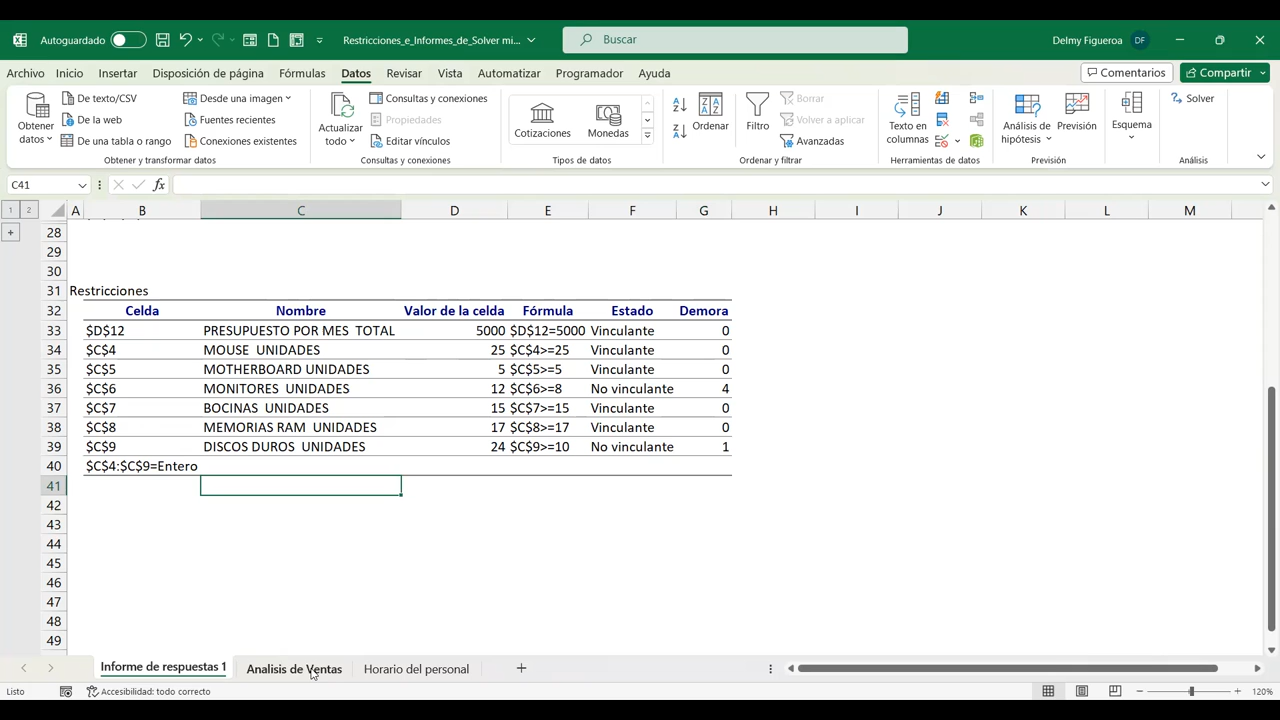 Autoguardado Restricciones_e_Informes_de_Solver mi... Buscar Delmy Figueroa DF
Archivo Inicio Insertar Disposición de página Fórmulas Datos Revisar Vista Automatizar Programador Ayuda Comentarios Compartir
Obtener datos De texto/CSV De la web De una tabla o rango Desde una imagen Fuentes recientes Conexiones existentes
Actualizar todo Consultas y conexiones Propiedades Editar vínculos
Cotizaciones Monedas
Ordenar Filtro Borrar Volver a aplicar Avanzadas
Texto en columnas
Análisis de hipótesis Previsión
Esquema
Solver
Obtener y transformar datos Consultas y conexiones Tipos de datos Ordenar y filtrar Herramientas de datos Previsión Análisis
C41 fx
1 2 A B C D E F G H I J K L M
28
29
30
31 Restricciones
32 Celda Nombre Valor de la celda Fórmula Estado Demora
33 $D$12 PRESUPUESTO POR MES TOTAL 5000 $D$12=5000 Vinculante 0
34 $C$4 MOUSE UNIDADES 25 $C$4>=25 Vinculante 0
35 $C$5 MOTHERBOARD UNIDADES 5 $C$5>=5 Vinculante 0
36 $C$6 MONITORES UNIDADES 12 $C$6>=8 No vinculante 4
37 $C$7 BOCINAS UNIDADES 15 $C$7>=15 Vinculante 0
38 $C$8 MEMORIAS RAM UNIDADES 17 $C$8>=17 Vinculante 0
39 $C$9 DISCOS DUROS UNIDADES 24 $C$9>=10 No vinculante 1
40 $C$4:$C$9=Entero
41
42
43
44
45
46
47
48
49
Informe de respuestas 1 Analisis de Ventas Horario del personal
Listo Accesibilidad: todo correcto 120%